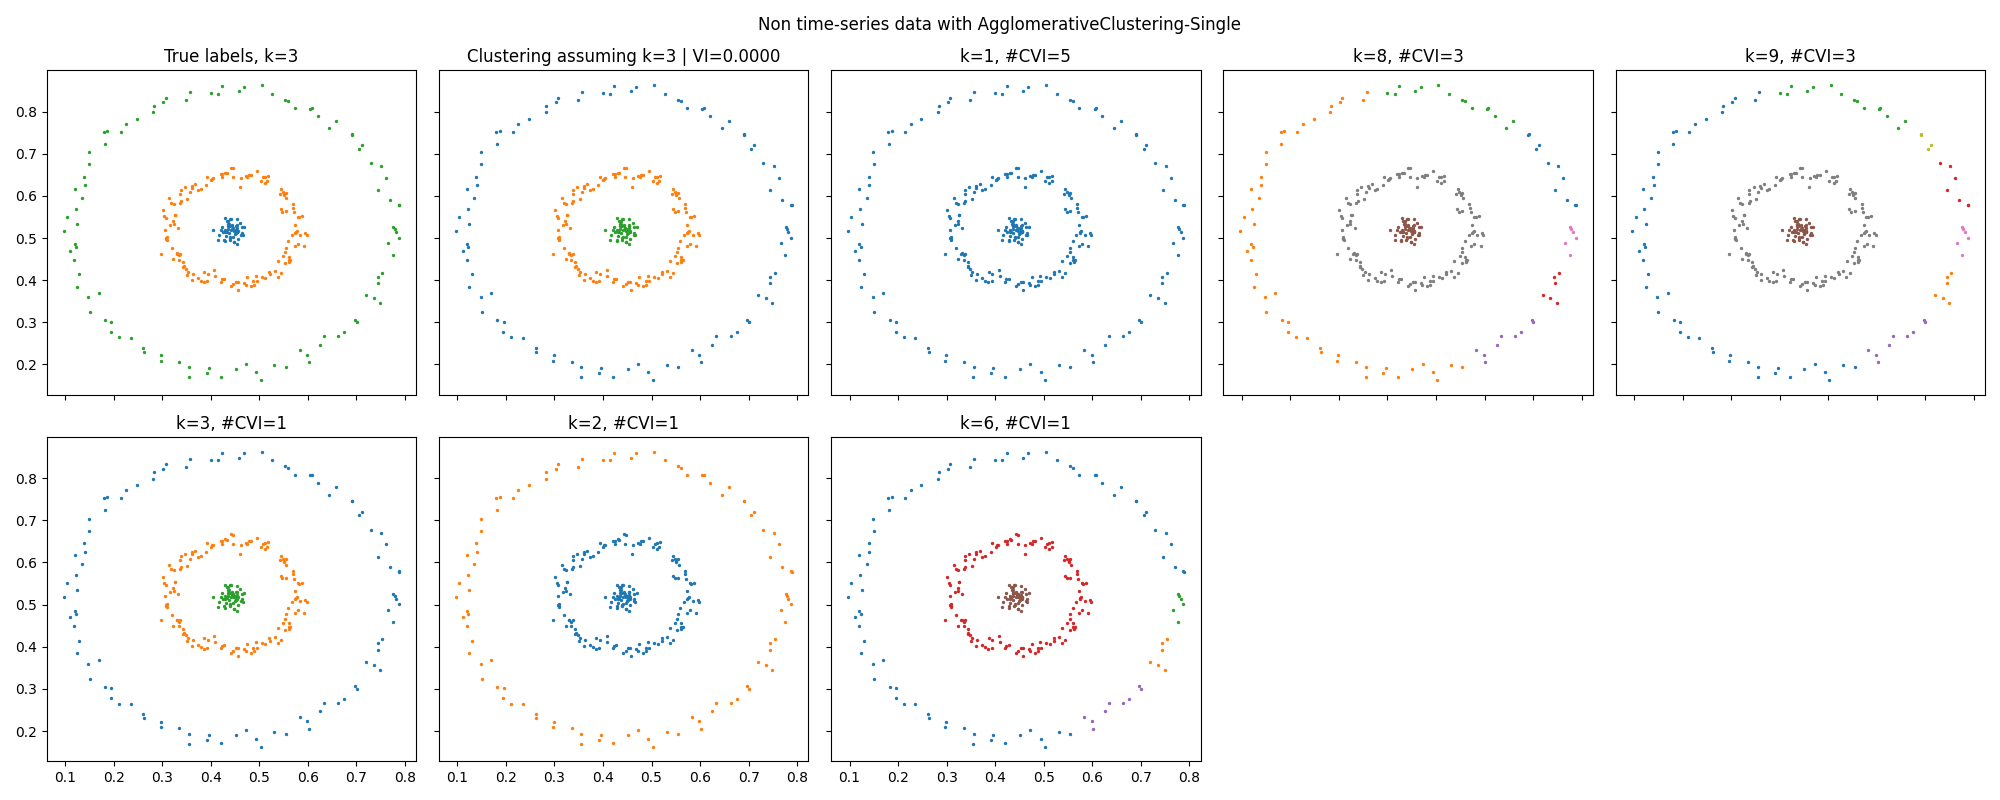 Non time-series data with AgglomerativeClustering-Single
True labels, k=3
Clustering assuming k=3 | VI=0.0000
k=1, #CVI=5
k=8, #CVI=3
k=9, #CVI=3
0.8
0.7
0.6
0.5
0.4
0.3
0.2
k=3, #CVI=1
k=2, #CVI=1
k=6, #CVI=1
0.8
0.7
0.6
0.5
0.4
0.3
0.2
0.1 0.2 0.3 0.4 0.5 0.6 0.7 0.8
0.1 0.2 0.3 0.4 0.5 0.6 0.7 0.8
0.1 0.2 0.3 0.4 0.5 0.6 0.7 0.8